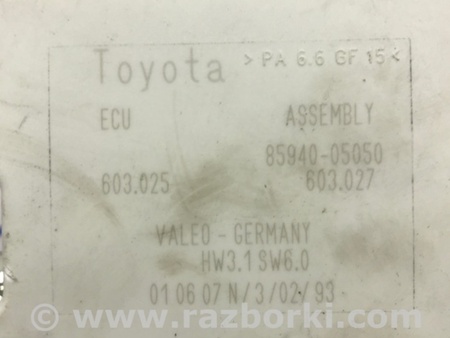 Toyota >PA 6.6 GF 15<
ECU ASSEMBLY
85940-05050
603.025 603.027
VALEO - GERMANY
HW3.1 SW6.0
01 06 07 N/3/02/93
© www.razborki.com